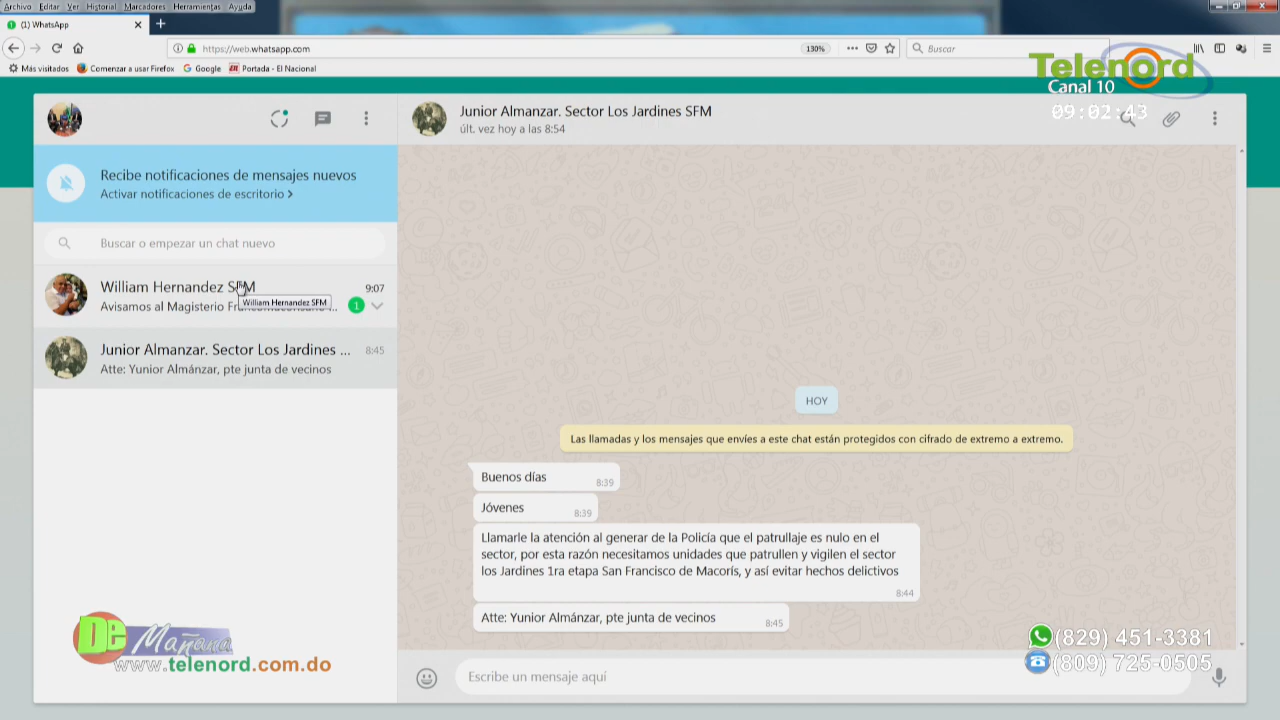 Archivo Editar Ver Historial Marcadores Herramientas Ayuda
(1) WhatsApp
https://web.whatsapp.com
130%
Buscar
Más visitados Comenzar a usar Firefox Google Portada - El Nacional
Telenord
Canal 10
09:02:43
Junior Almanzar. Sector Los Jardines SFM
últ. vez hoy a las 8:54
Recibe notificaciones de mensajes nuevos
Activar notificaciones de escritorio >
Buscar o empezar un chat nuevo
William Hernandez SFM
9:07
William Hernandez SFM
Avisamos al Magisterio
1
Junior Almanzar. Sector Los Jardines ...
8:45
Atte: Yunior Almánzar, pte junta de vecinos
HOY
Las llamadas y los mensajes que envíes a este chat están protegidos con cifrado de extremo a extremo.
Buenos días
8:39
Jóvenes
8:39
Llamarle la atención al generar de la Policía que el patrullaje es nulo en el
sector, por esta razón necesitamos unidades que patrullen y vigilen el sector
los Jardines 1ra etapa San Francisco de Macorís, y así evitar hechos delictivos
8:44
Atte: Yunior Almánzar, pte junta de vecinos
8:45
Escribe un mensaje aquí
De Mañana
www.telenord.com.do
(829) 451-3381
(809) 725-0505